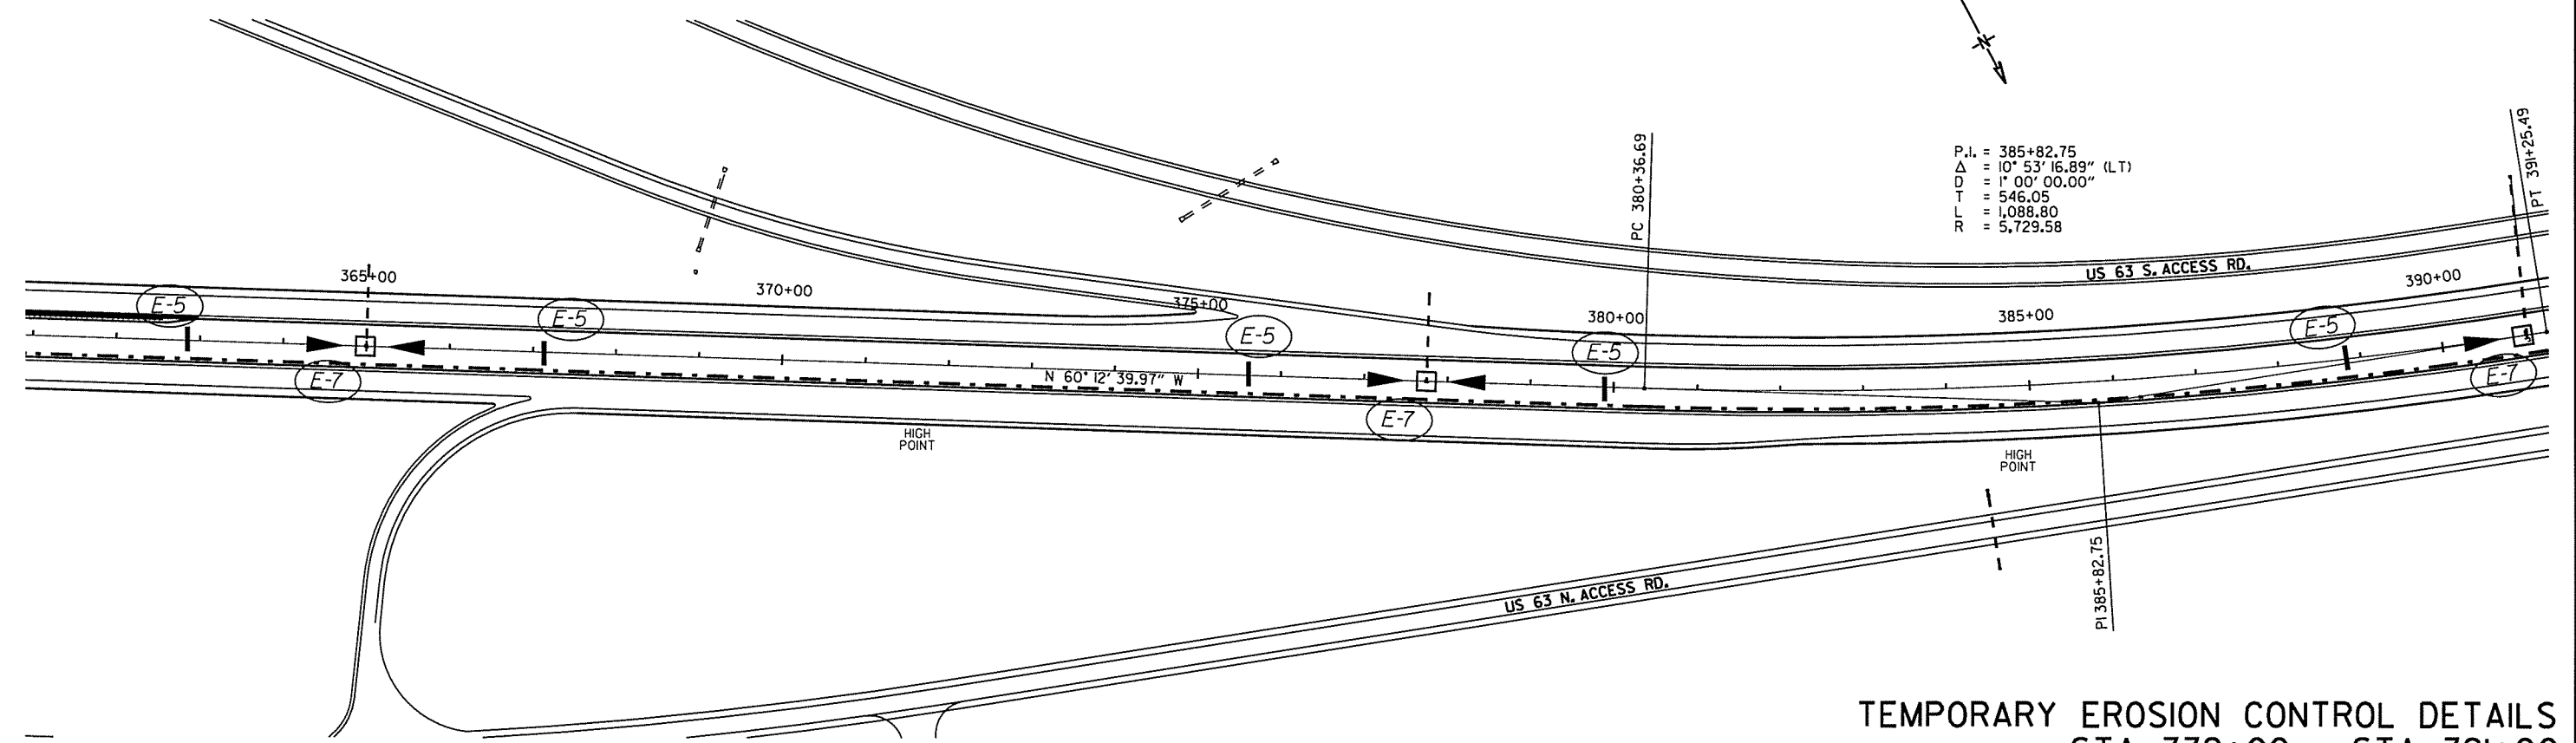 P.I. = 385+82.75
Δ = 10° 53' 16.89" (LT)
D = 1° 00' 00.00"
T = 546.05
L = 1,088.80
R = 5,729.58
PC 380+36.69
PT 391+25.49
N
US 63 S. ACCESS RD.
365+00
370+00
375+00
380+00
385+00
390+00
E-5
E-5
E-5
E-5
E-5
E-7
E-7
E-7
N 60° 12' 39.97" W
HIGH
POINT
HIGH
POINT
US 63 N. ACCESS RD.
PI 385+82.75
TEMPORARY EROSION CONTROL DETAILS